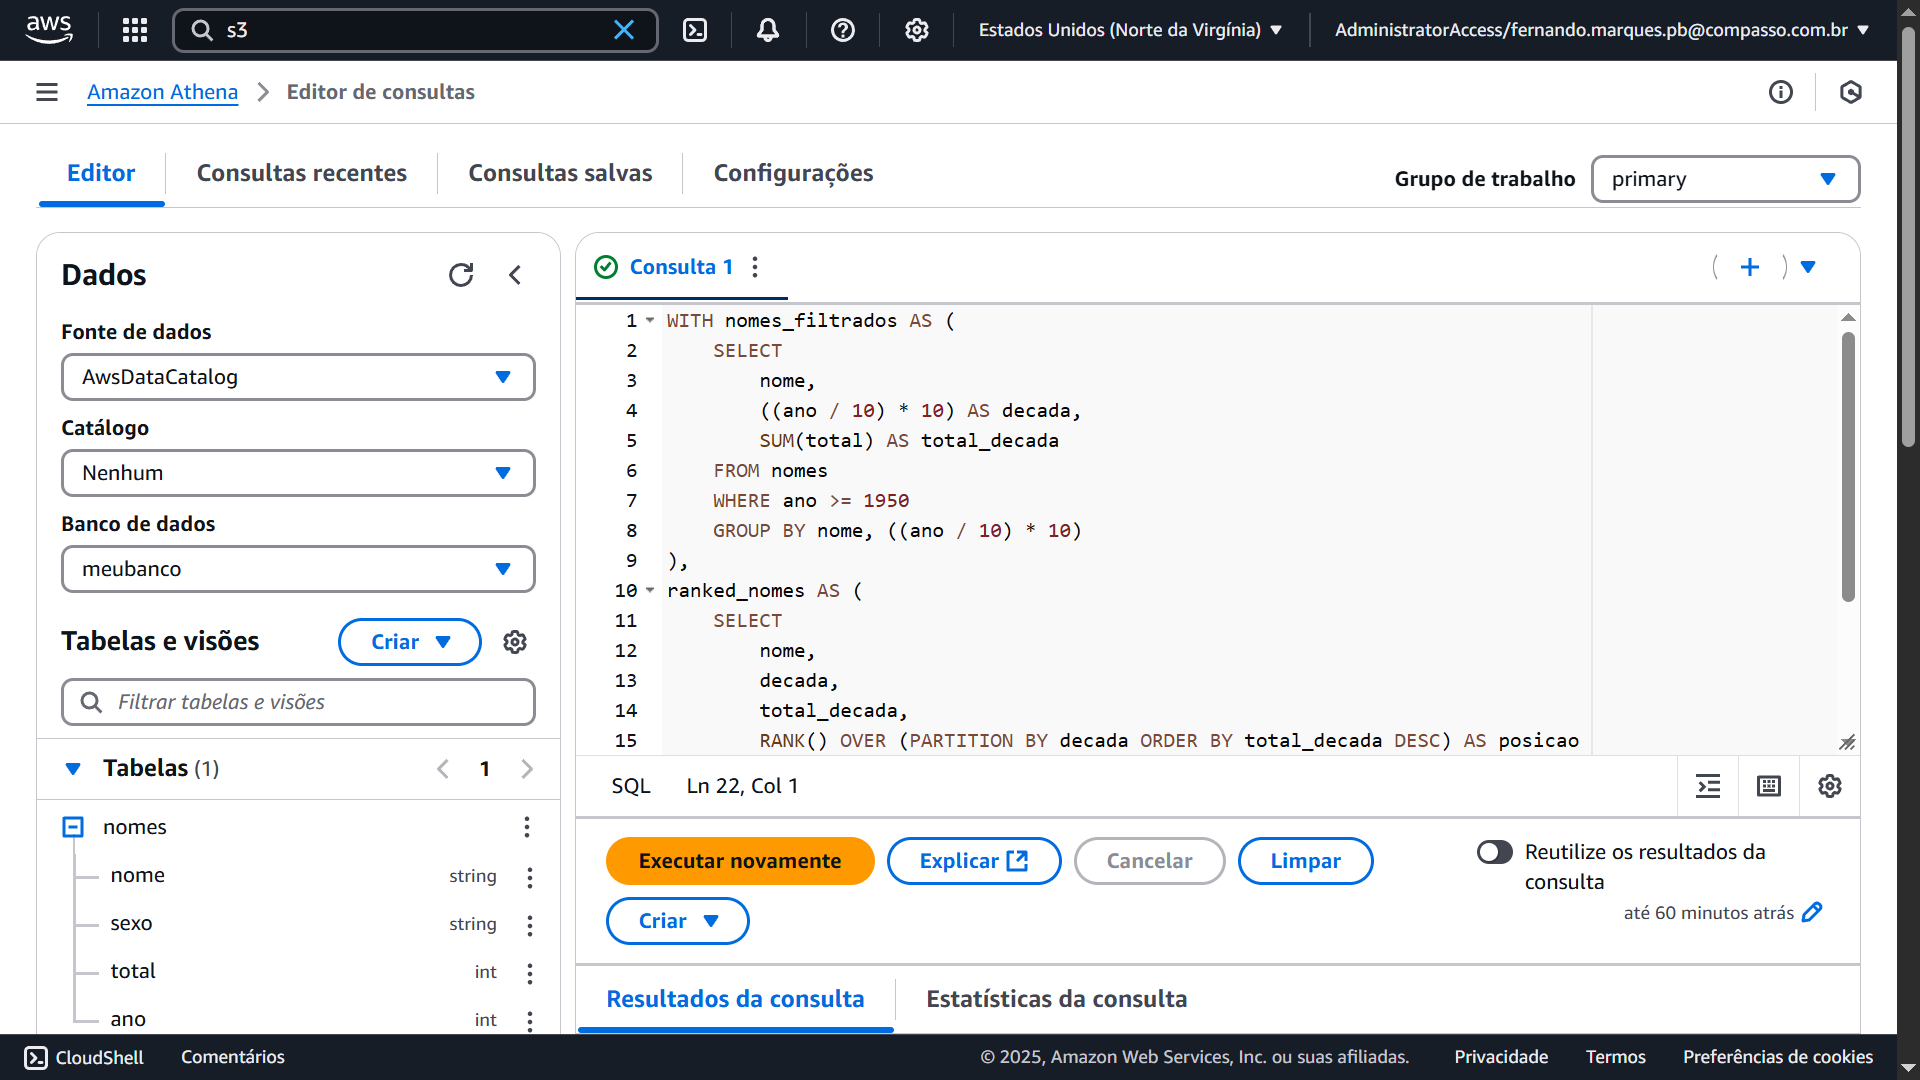 aws
s3
Estados Unidos (Norte da Virgínia)
AdministratorAccess/fernando.marques.pb@compasso.com.br
Amazon Athena
Editor de consultas
Editor
Consultas recentes
Consultas salvas
Configurações
Grupo de trabalho
primary
Dados
Fonte de dados
AwsDataCatalog
Catálogo
Nenhum
Banco de dados
meubanco
Tabelas e visões
Criar
Filtrar tabelas e visões
Tabelas (1)
1
nomes
nome string
sexo string
total int
ano int
Consulta 1
( + )
1 WITH nomes_filtrados AS (
2 SELECT
3 nome,
4 ((ano / 10) * 10) AS decada,
5 SUM(total) AS total_decada
6 FROM nomes
7 WHERE ano >= 1950
8 GROUP BY nome, ((ano / 10) * 10)
9 ),
10 ranked_nomes AS (
11 SELECT
12 nome,
13 decada,
14 total_decada,
15 RANK() OVER (PARTITION BY decada ORDER BY total_decada DESC) AS posicao
SQL
Ln 22, Col 1
Executar novamente
Explicar
Cancelar
Limpar
Criar
Reutilize os resultados da
consulta
até 60 minutos atrás
Resultados da consulta
Estatísticas da consulta
CloudShell
Comentários
© 2025, Amazon Web Services, Inc. ou suas afiliadas.
Privacidade
Termos
Preferências de cookies